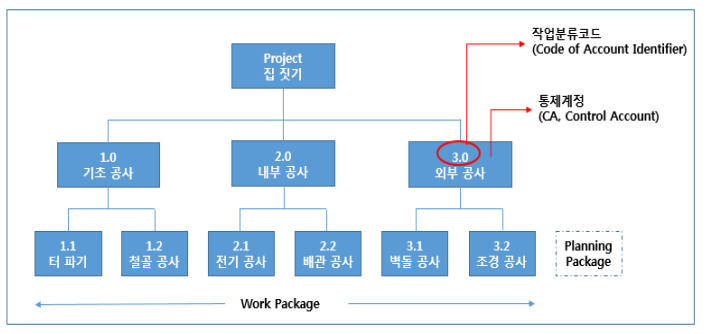 작업분류코드
(Code of Account Identifier)
Project
집 짓기
통제계정
(CA, Control Account)
1.0
기초 공사
2.0
내부 공사
3.0
외부 공사
1.1
터 파기
1.2
철골 공사
2.1
전기 공사
2.2
배관 공사
3.1
벽돌 공사
3.2
조경 공사
Planning
Package
Work Package